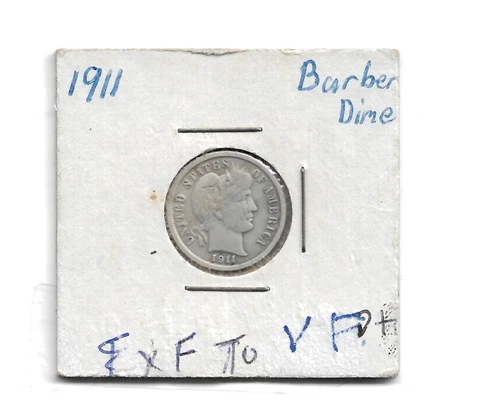 1911 Barber
Dime
UNITED STATES OF AMERICA
1911
ExF To VF